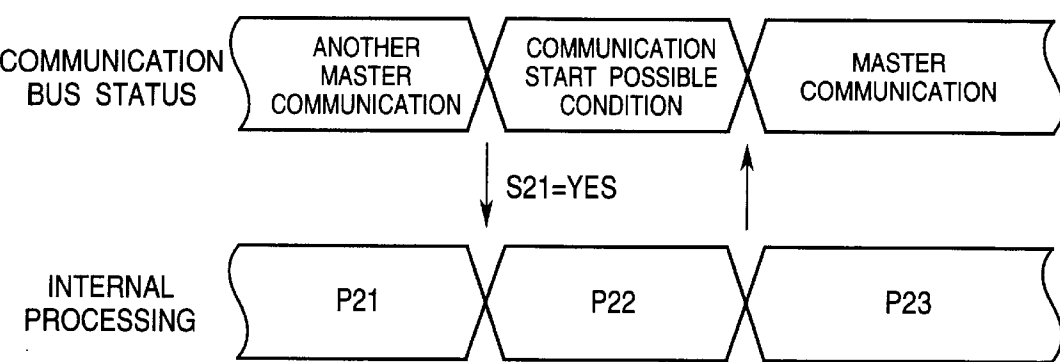 COMMUNICATION
BUS STATUS
ANOTHER
MASTER
COMMUNICATION
COMMUNICATION
START POSSIBLE
CONDITION
MASTER
COMMUNICATION
S21=YES
INTERNAL
PROCESSING
P21
P22
P23